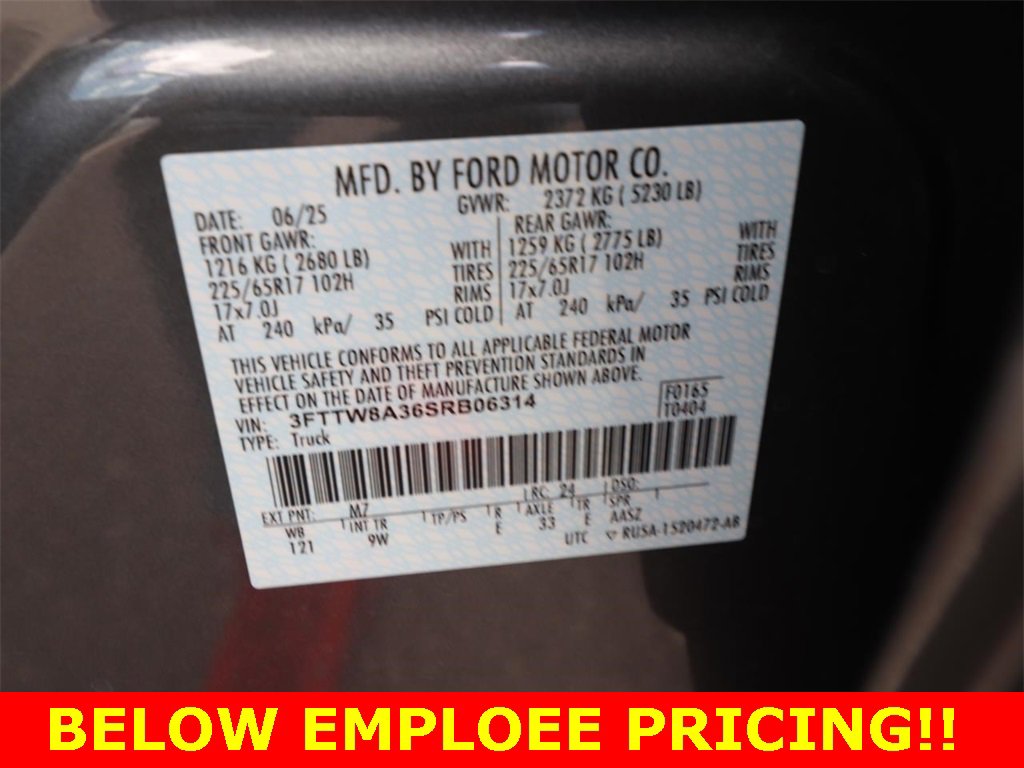 MFD. BY FORD MOTOR CO.
DATE: 06/25 GVWR: 2372 KG ( 5230 LB)
FRONT GAWR: REAR GAWR:
1216 KG ( 2680 LB) WITH 1259 KG ( 2775 LB) WITH
225/65R17 102H TIRES 225/65R17 102H TIRES
17x7.0J RIMS 17x7.0J RIMS
AT 240 kPa/ 35 PSI COLD AT 240 kPa/ 35 PSI COLD
THIS VEHICLE CONFORMS TO ALL APPLICABLE FEDERAL MOTOR
VEHICLE SAFETY AND THEFT PREVENTION STANDARDS IN
EFFECT ON THE DATE OF MANUFACTURE SHOWN ABOVE.
VIN: 3FTTW8A36SRB06314 F0165
TYPE: Truck T0404
EXT PNT: MZ RC: 24 DSO:
WB INT TR TP/PS R AXLE TR SPR
121 9W E 33 E AASZ
UTC RUSA-1520472-AB
BELOW EMPLOEE PRICING!!